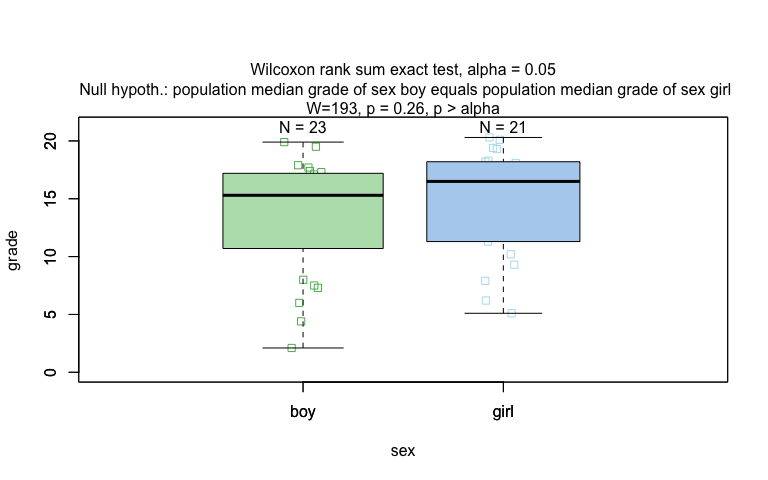 Wilcoxon rank sum exact test, alpha = 0.05
Null hypoth.: population median grade of sex boy equals population median grade of sex girl
W=193, p = 0.26, p > alpha
N = 23 N = 21
20
15
10
5
0
grade
boy girl
sex